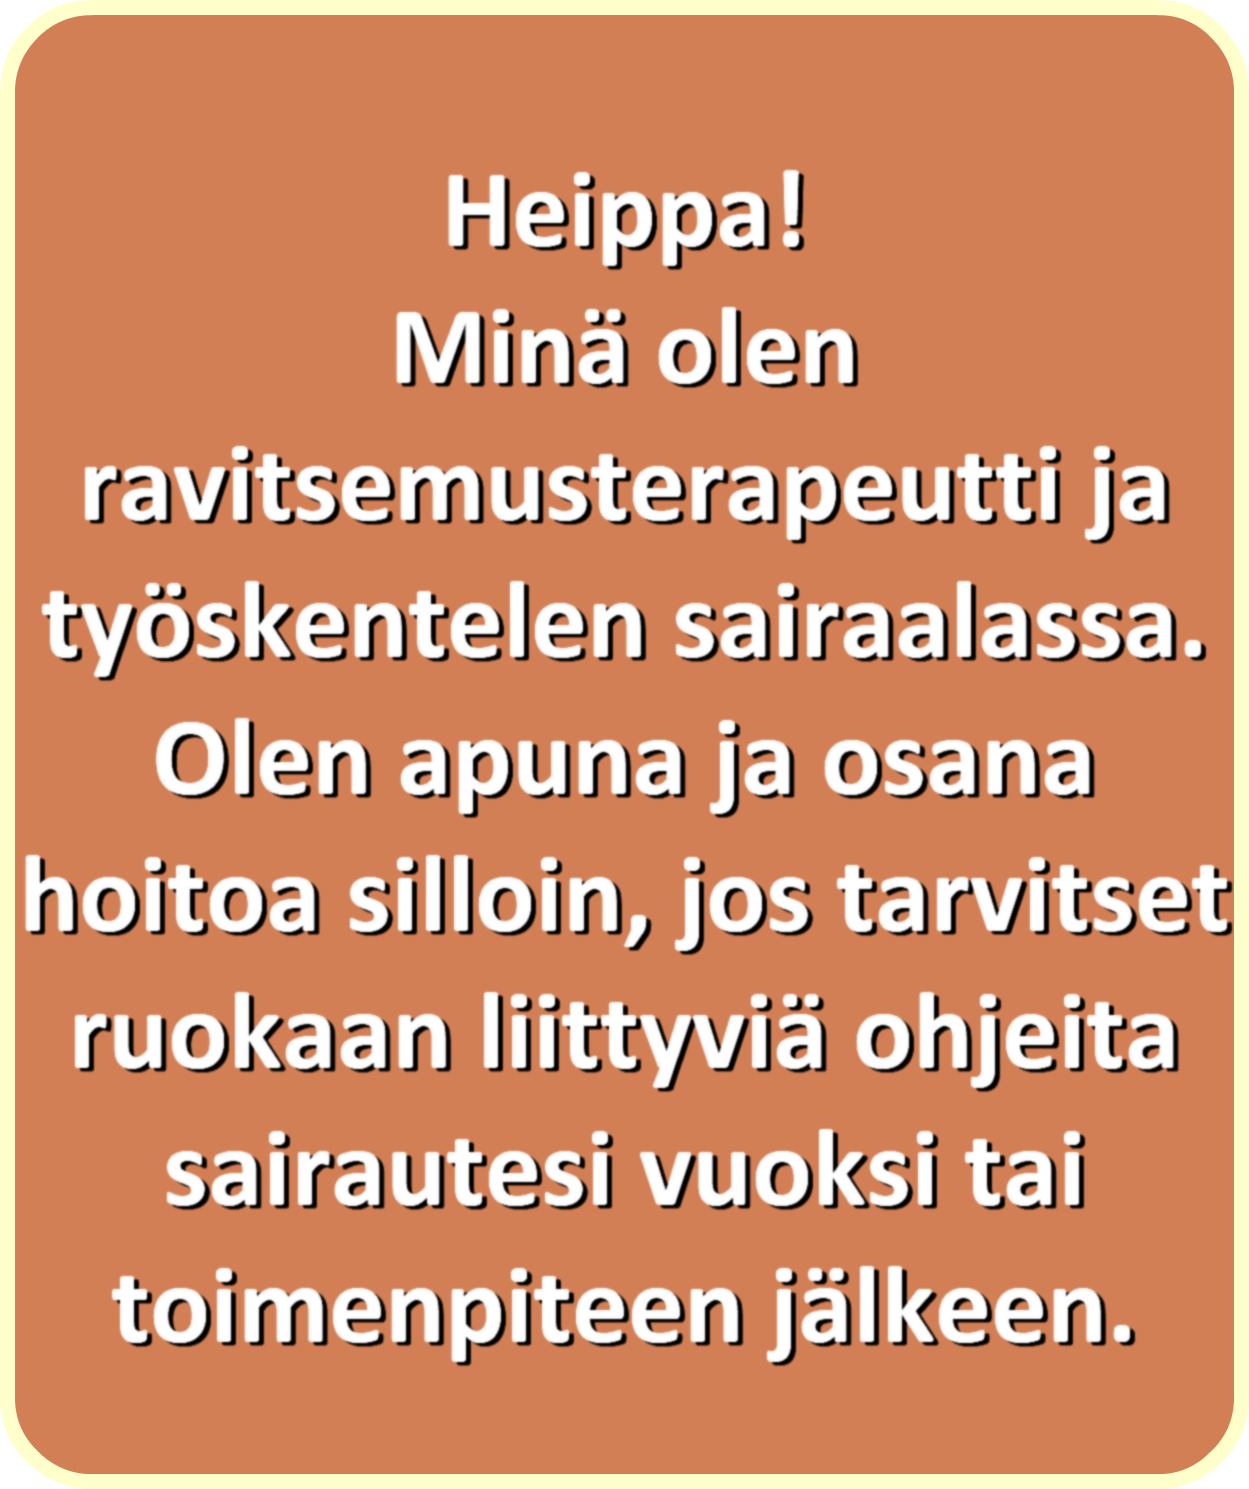 Heippa!
Minä olen
ravitsemusterapeutti ja
työskentelen sairaalassa.
Olen apuna ja osana
hoitoa silloin, jos tarvitset
ruokaan liittyviä ohjeita
sairautesi vuoksi tai
toimenpiteen jälkeen.